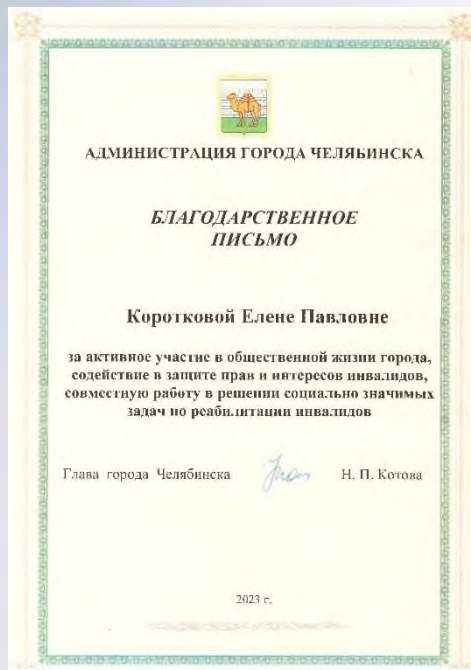 АДМИНИСТРАЦИЯ ГОРОДА ЧЕЛЯБИНСКА
БЛАГОДАРСТВЕННОЕ
ПИСЬМО
Коротковой Елене Павловне
за активное участие в общественной жизни города,
содействие в защите прав и интересов инвалидов,
совместную работу в решении социально значимых
задач по реабилитации инвалидов
Глава города Челябинска Н. П. Котова
2023 г.